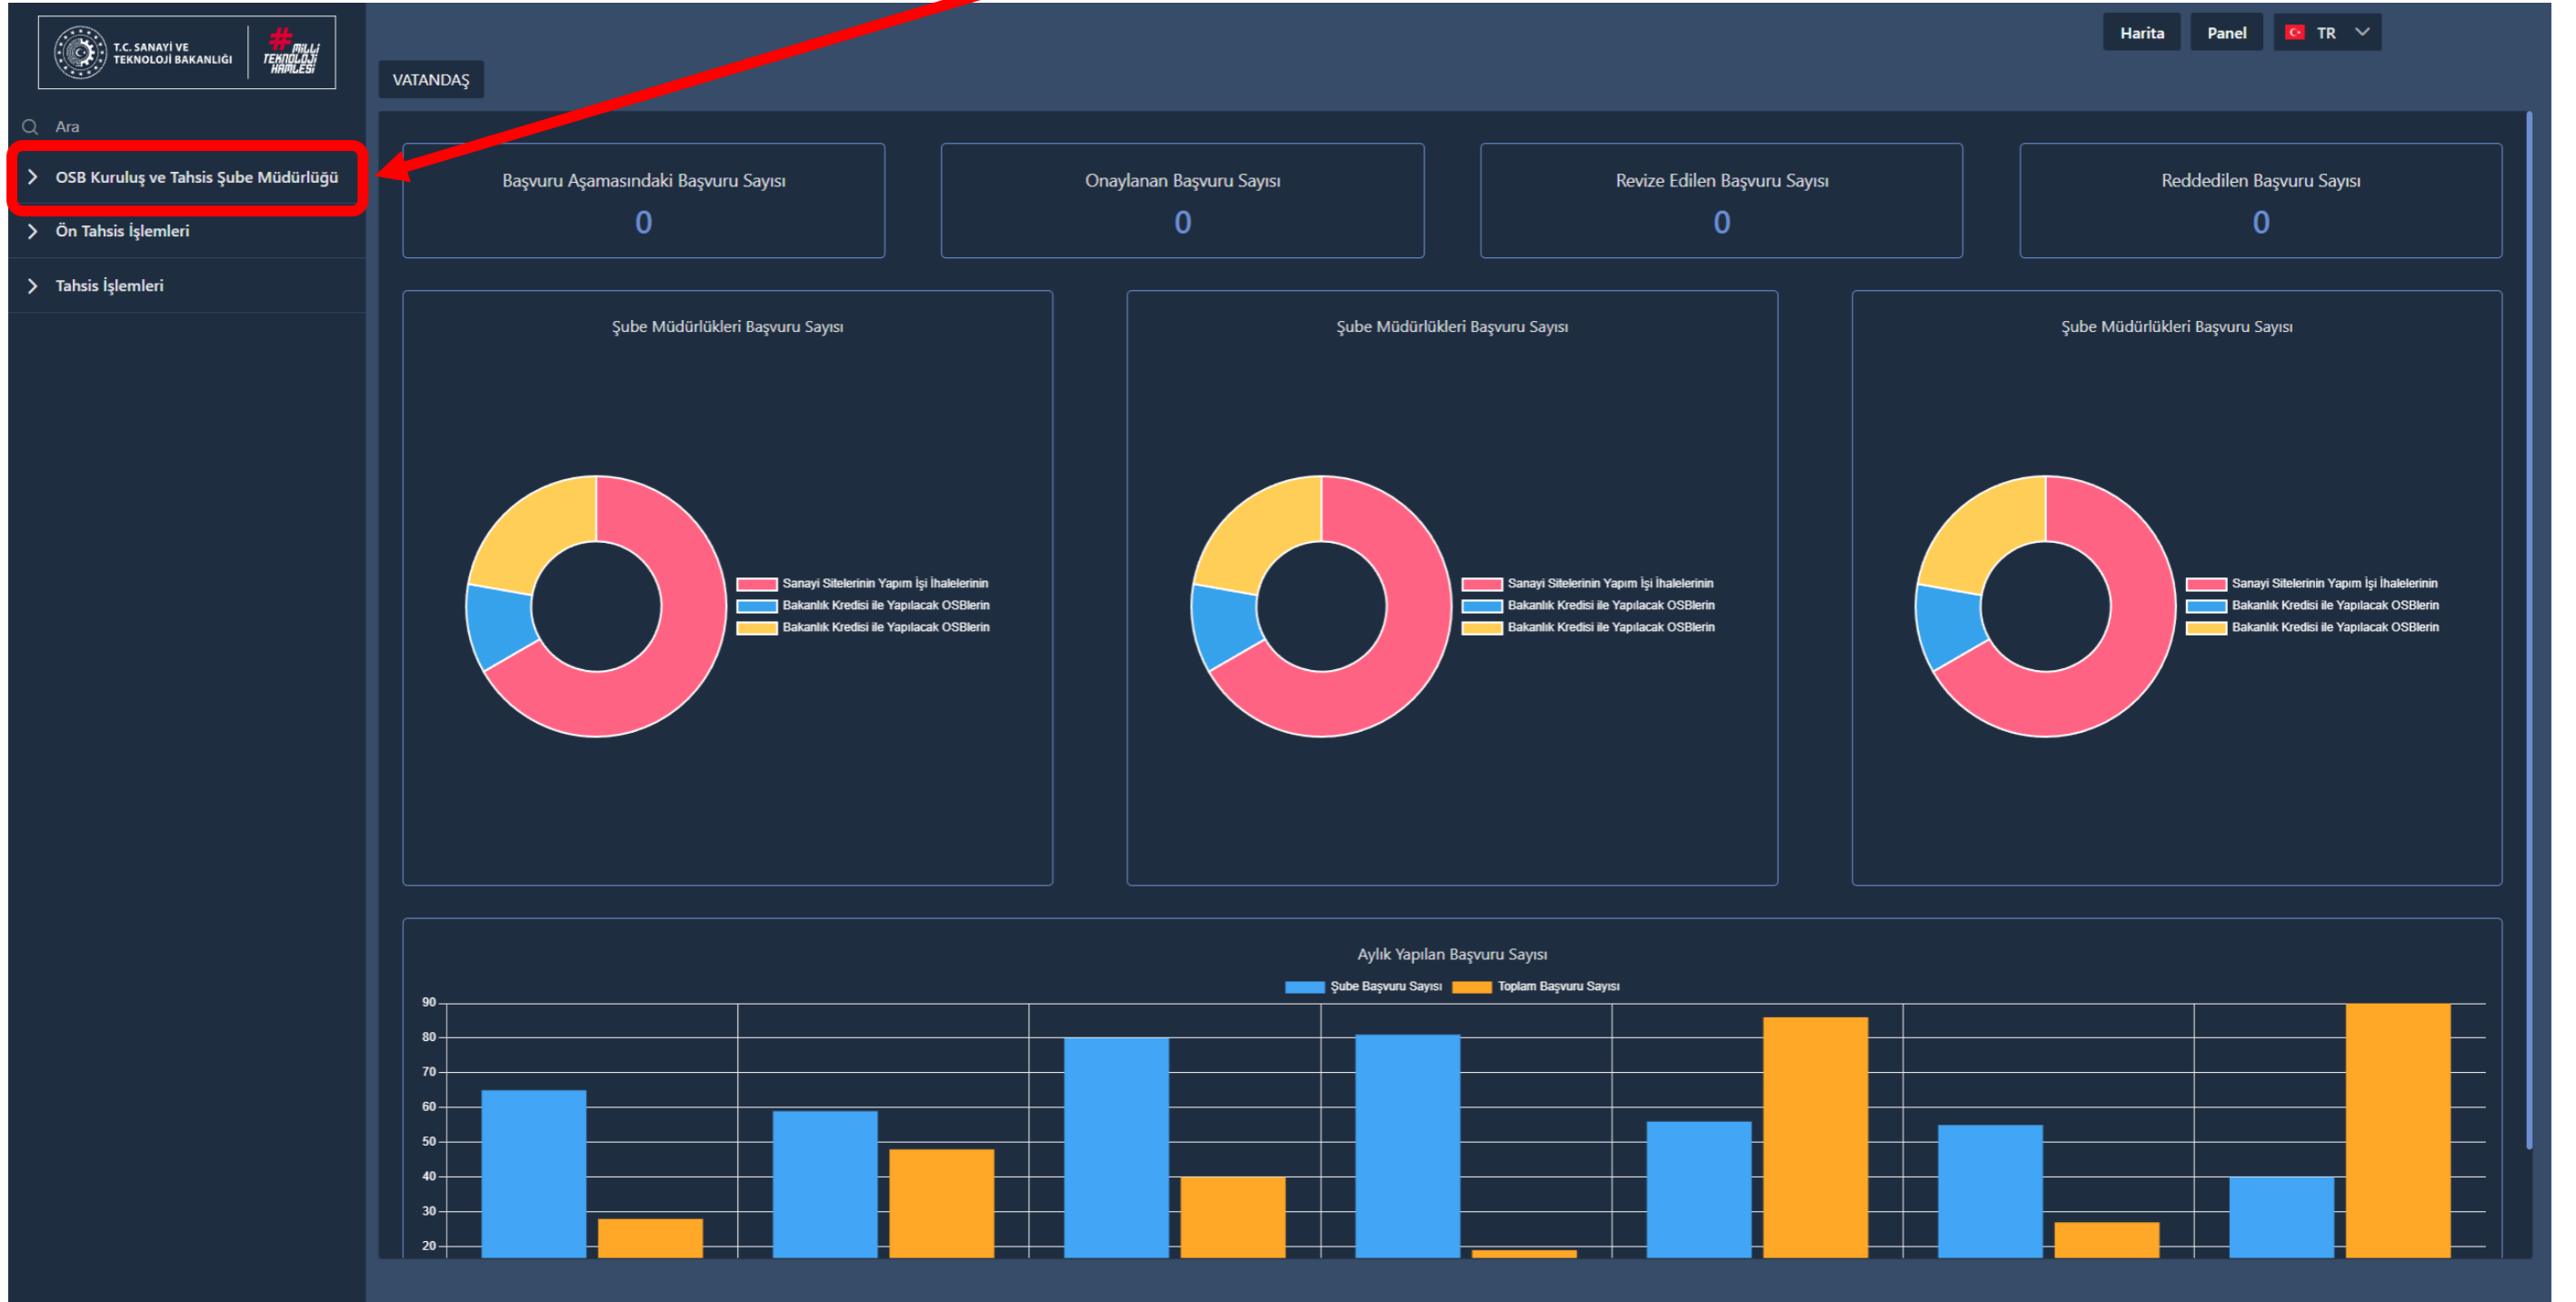 T.C. SANAYİ VE
TEKNOLOJİ BAKANLIĞI
#MİLLİ
TEKNOLOJİ
HAMLESİ
Harita
Panel
TR
VATANDAŞ
Ara
OSB Kuruluş ve Tahsis Şube Müdürlüğü
Ön Tahsis İşlemleri
Tahsis İşlemleri
Başvuru Aşamasındaki Başvuru Sayısı
0
Onaylanan Başvuru Sayısı
0
Revize Edilen Başvuru Sayısı
0
Reddedilen Başvuru Sayısı
0
Şube Müdürlükleri Başvuru Sayısı
Sanayi Sitelerinin Yapım İşi İhalelerinin
Bakanlık Kredisi ile Yapılacak OSBlerin
Bakanlık Kredisi ile Yapılacak OSBlerin
Şube Müdürlükleri Başvuru Sayısı
Sanayi Sitelerinin Yapım İşi İhalelerinin
Bakanlık Kredisi ile Yapılacak OSBlerin
Bakanlık Kredisi ile Yapılacak OSBlerin
Şube Müdürlükleri Başvuru Sayısı
Sanayi Sitelerinin Yapım İşi İhalelerinin
Bakanlık Kredisi ile Yapılacak OSBlerin
Bakanlık Kredisi ile Yapılacak OSBlerin
Aylık Yapılan Başvuru Sayısı
Şube Başvuru Sayısı
Toplam Başvuru Sayısı
90
80
70
60
50
40
30
20